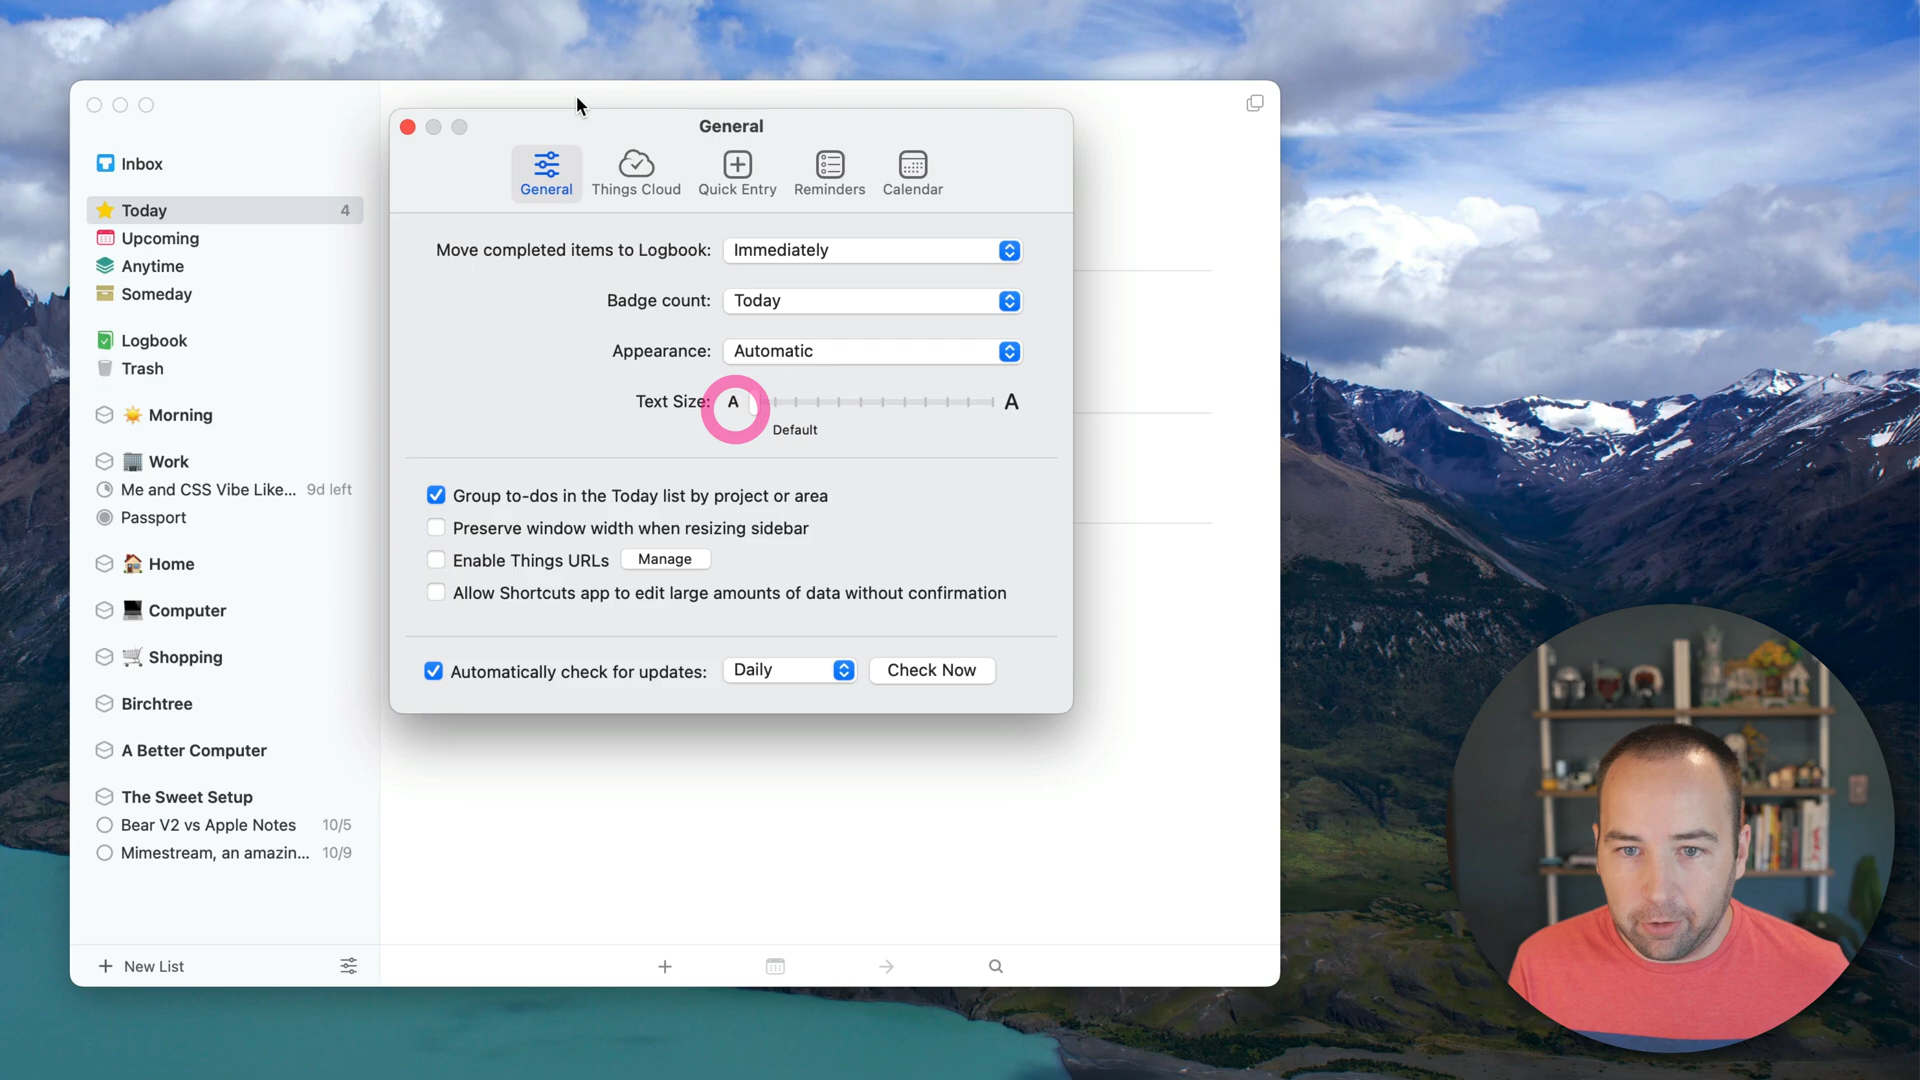 Inbox
Today 4
Upcoming
Anytime
Someday
Logbook
Trash
Morning
Work
Me and CSS Vibe Like... 9d left
Passport
Home
Computer
Shopping
Birchtree
A Better Computer
The Sweet Setup
Bear V2 vs Apple Notes 10/5
Mimestream, an amazin... 10/9
+ New List
General
General Things Cloud Quick Entry Reminders Calendar
Move completed items to Logbook: Immediately
Badge count: Today
Appearance: Automatic
Text Size: A A
Default
Group to-dos in the Today list by project or area
Preserve window width when resizing sidebar
Enable Things URLs Manage
Allow Shortcuts app to edit large amounts of data without confirmation
Automatically check for updates: Daily Check Now